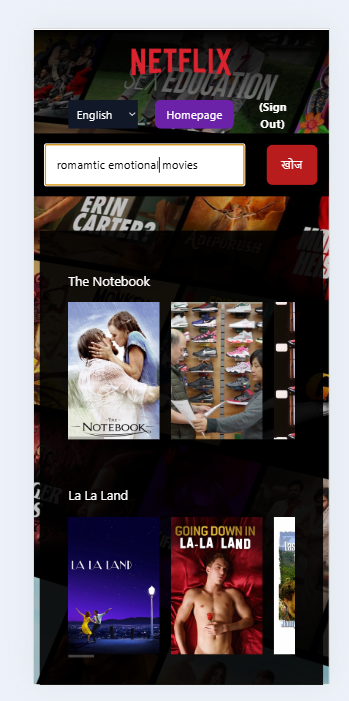 NETFLIX
SEX EDUCATION
English
Homepage
(Sign
Out)
romamtic emotional movies
खोज
ERIN
CARTER?
The Notebook
THE
NOTEBOOK
La La Land
LA LA LAND
GOING DOWN IN
LA-LA LAND